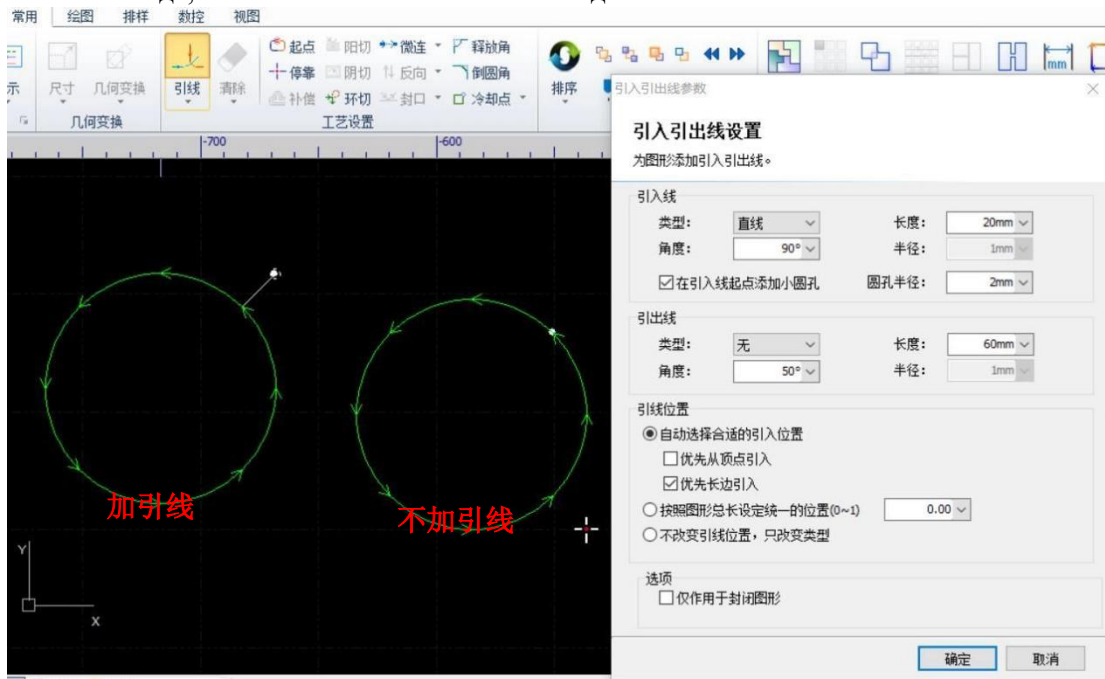 常用 绘图 排样 数控 视图
起点 阳切 微连 释放角
停靠 阴切 反向 倒圆角
补偿 环切 封口 冷却点
示 尺寸 几何变换 引线 清除 排序 mm
几何变换 工艺设置
-700 -600
加引线
不加引线
Y
X
引入引出线参数
引入引出线设置
为图形添加引入引出线。
引入线
类型: 直线 长度: 20mm
角度: 90° 半径: 1mm
在引入线起点添加小圆孔 圆孔半径: 2mm
引出线
类型: 无 长度: 60mm
角度: 50° 半径: 1mm
引线位置
自动选择合适的引入位置
优先从顶点引入
优先长边引入
按照图形总长设定统一的位置(0~1) 0.00
不改变引线位置，只改变类型
选项
仅作用于封闭图形
确定 取消